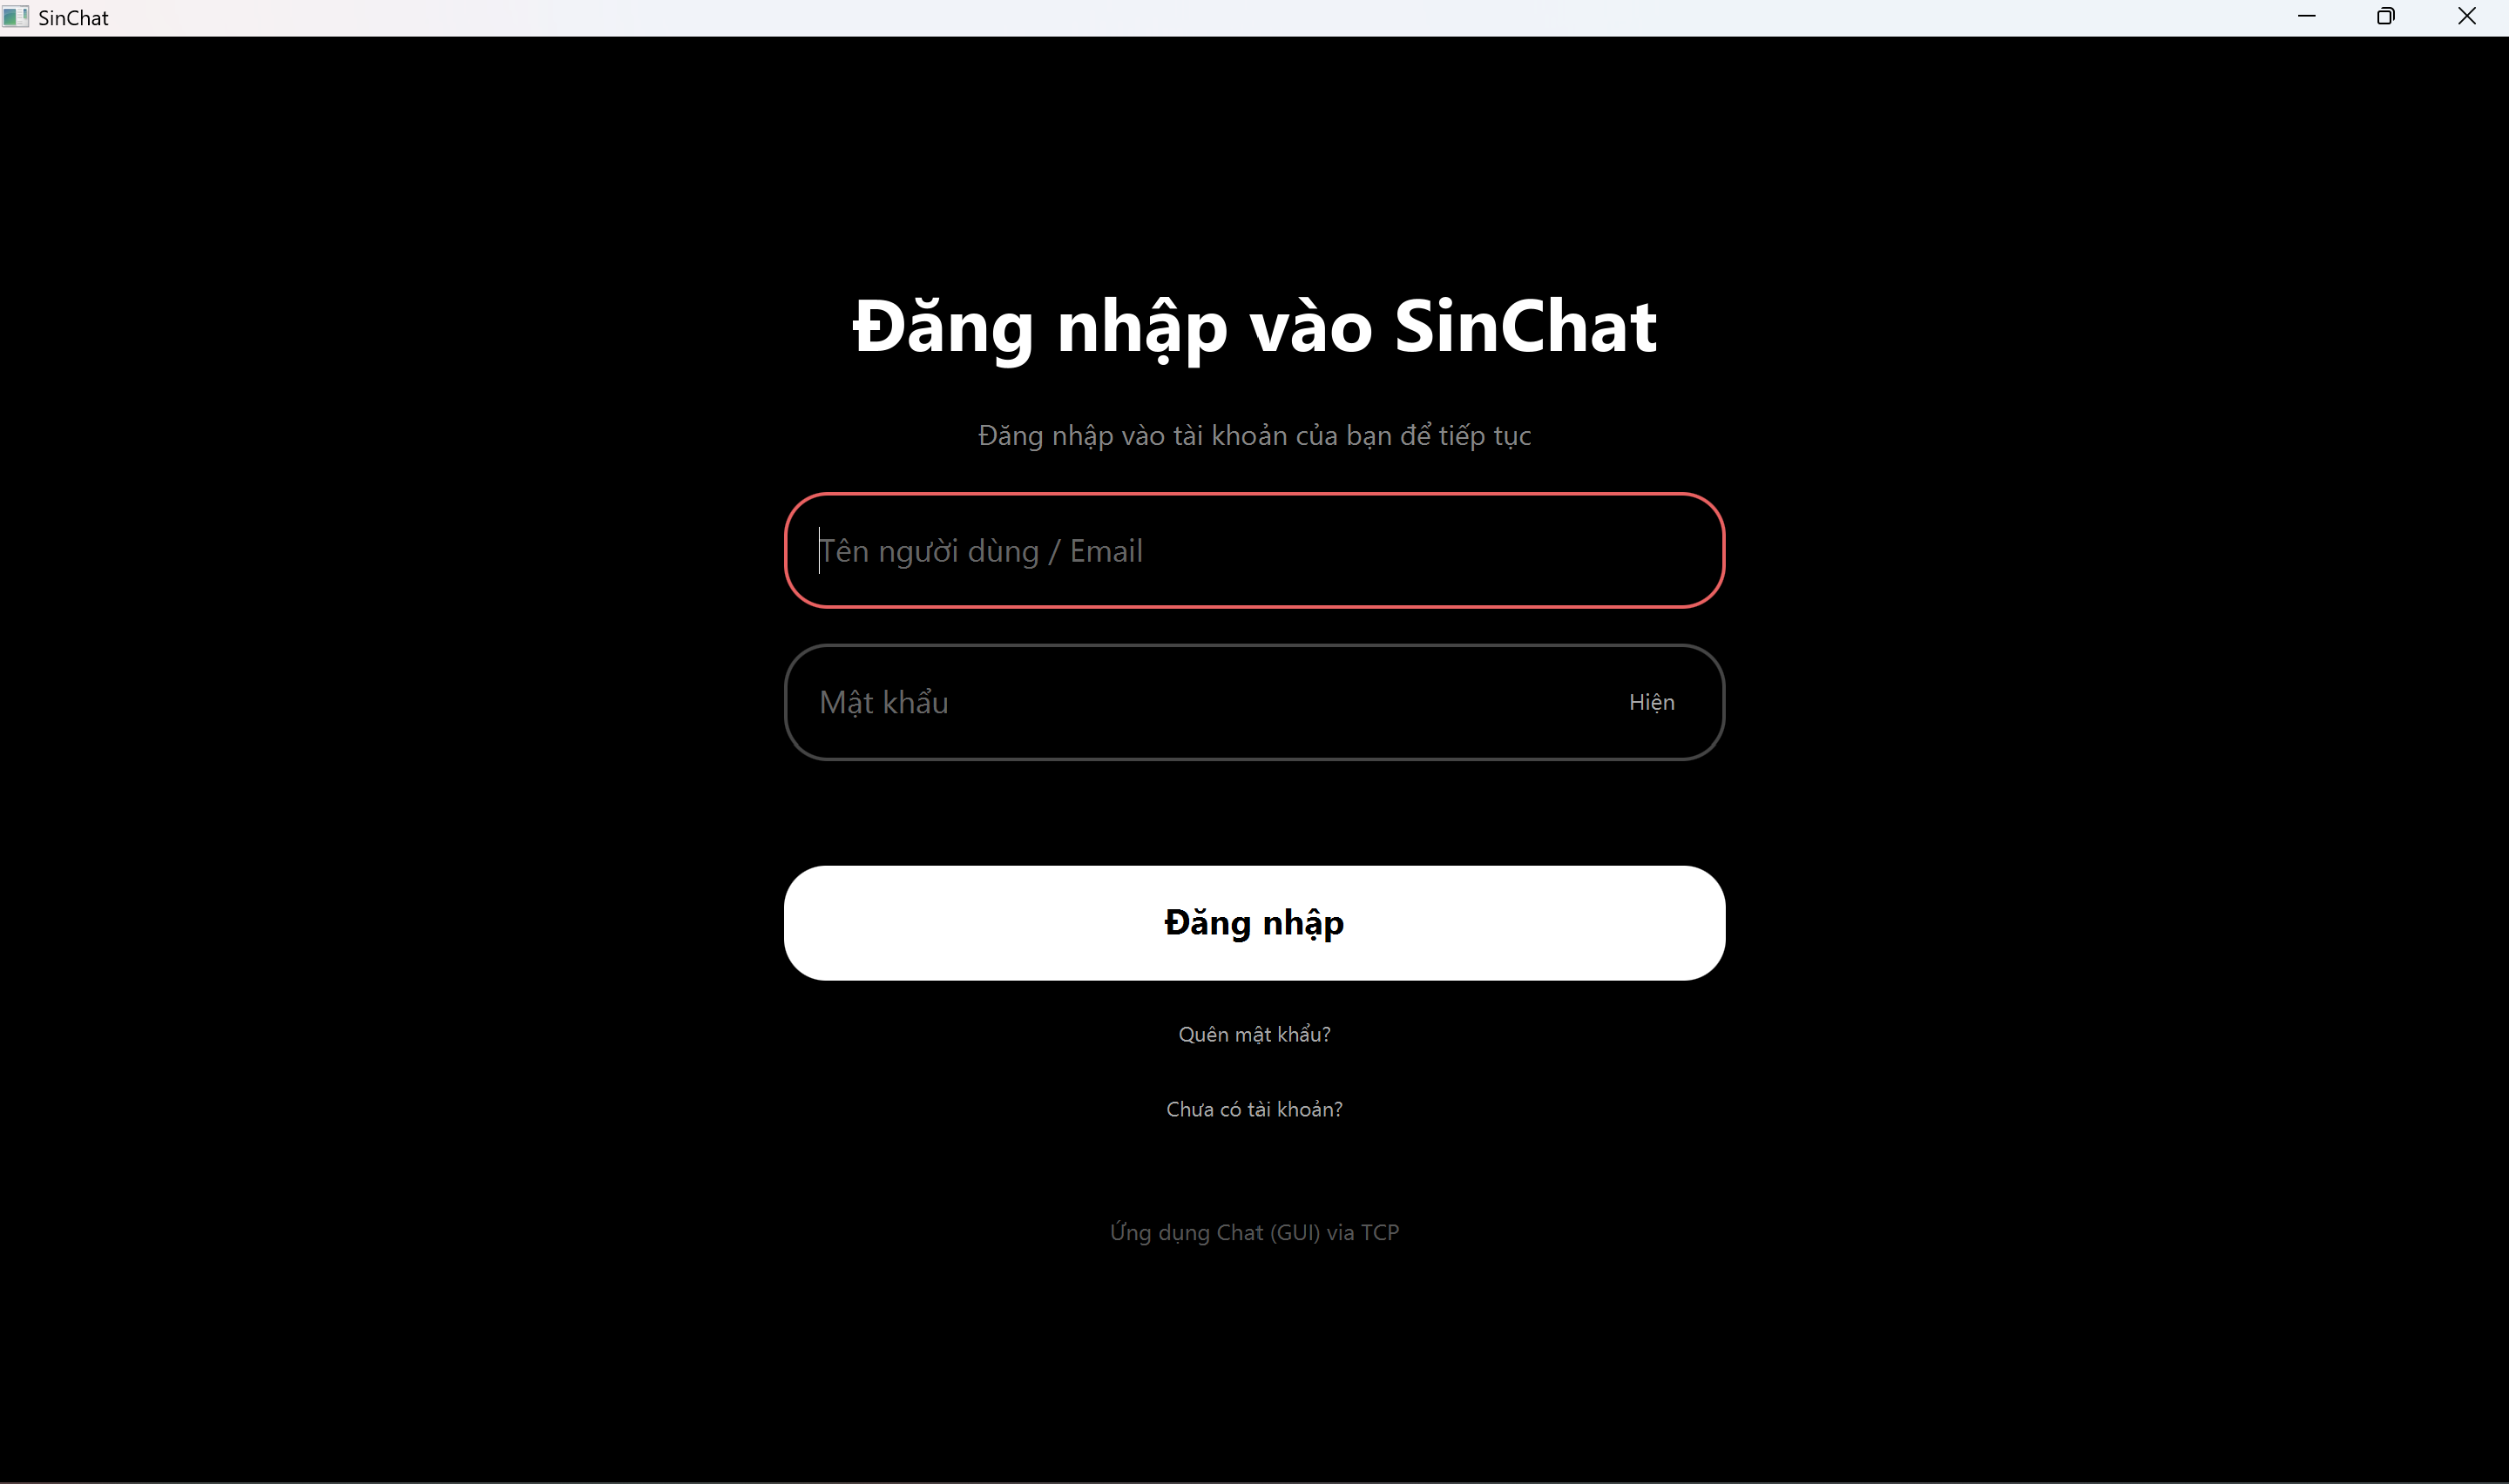 SinChat
Đăng nhập vào SinChat
Đăng nhập vào tài khoản của bạn để tiếp tục
Tên người dùng / Email
Mật khẩu
Hiện
Đăng nhập
Quên mật khẩu?
Chưa có tài khoản?
Ứng dụng Chat (GUI) via TCP